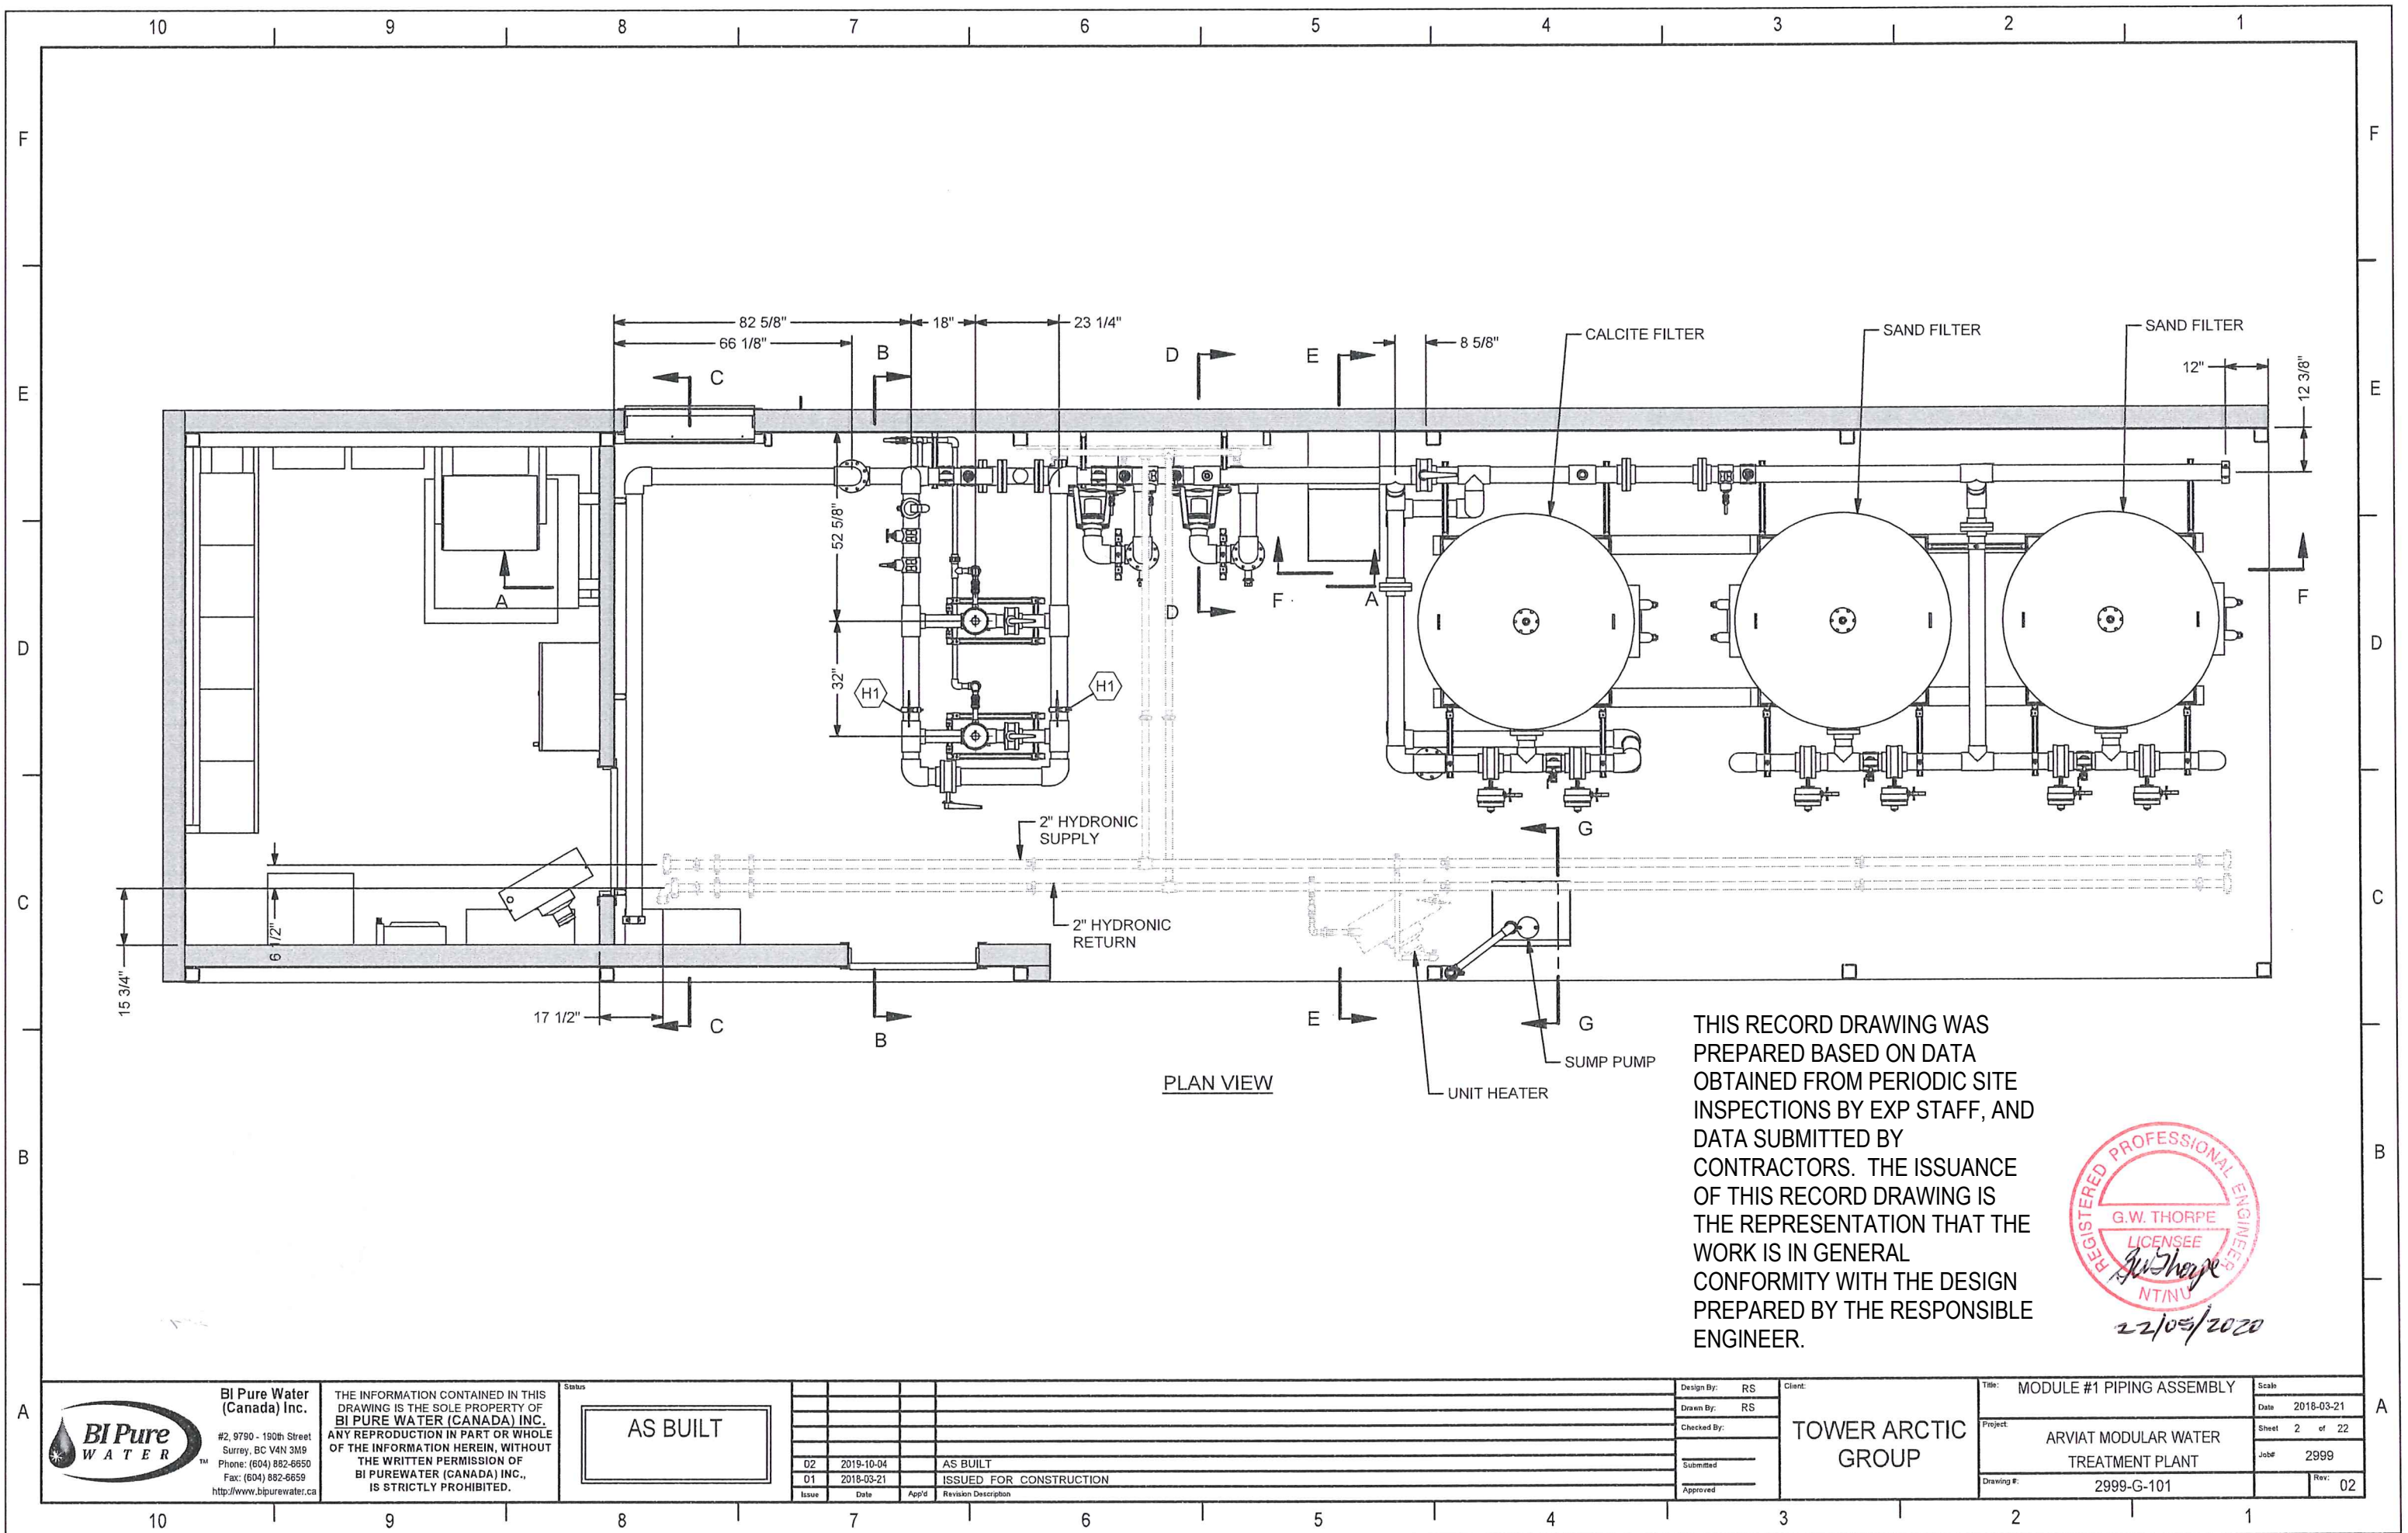 10 9 8 7 6 5 4 3 2 1
F F
E E
D D
C C
B B
A A
82 5/8"
18"
23 1/4"
66 1/8"
B
C
D
E
8 5/8"
CALCITE FILTER
SAND FILTER
SAND FILTER
12"
12 3/8"
52 5/8"
A
D
F
A
F
32"
H1
H1
2" HYDRONIC
SUPPLY
G
2" HYDRONIC
RETURN
6 1/2"
15 3/4"
17 1/2"
C
B
E
G
SUMP PUMP
UNIT HEATER
PLAN VIEW
THIS RECORD DRAWING WAS
PREPARED BASED ON DATA
OBTAINED FROM PERIODIC SITE
INSPECTIONS BY EXP STAFF, AND
DATA SUBMITTED BY
CONTRACTORS. THE ISSUANCE
OF THIS RECORD DRAWING IS
THE REPRESENTATION THAT THE
WORK IS IN GENERAL
CONFORMITY WITH THE DESIGN
PREPARED BY THE RESPONSIBLE
ENGINEER.
REGISTERED PROFESSIONAL ENGINEER
G.W. THORPE
LICENSEE
GWThorpe
NT/NU
22/05/2020
BI Pure
WATER
TM
BI Pure Water
(Canada) Inc.
#2, 9790 - 190th Street
Surrey, BC V4N 3M9
Phone: (604) 882-6650
Fax: (604) 882-6659
http://www.bipurewater.ca
THE INFORMATION CONTAINED IN THIS
DRAWING IS THE SOLE PROPERTY OF
BI PURE WATER (CANADA) INC.
ANY REPRODUCTION IN PART OR WHOLE
OF THE INFORMATION HEREIN, WITHOUT
THE WRITTEN PERMISSION OF
BI PUREWATER (CANADA) INC.,
IS STRICTLY PROHIBITED.
Status
AS BUILT
02 2019-10-04 AS BUILT
01 2018-03-21 ISSUED FOR CONSTRUCTION
Issue Date App'd Revision Description
Design By: RS
Drawn By: RS
Checked By:
Submitted
Approved
Client:
TOWER ARCTIC
GROUP
Title: MODULE #1 PIPING ASSEMBLY
Project:
ARVIAT MODULAR WATER
TREATMENT PLANT
Drawing #: 2999-G-101
Scale
Date 2018-03-21
Sheet 2 of 22
Job# 2999
Rev: 02
10 9 8 7 6 5 4 3 2 1